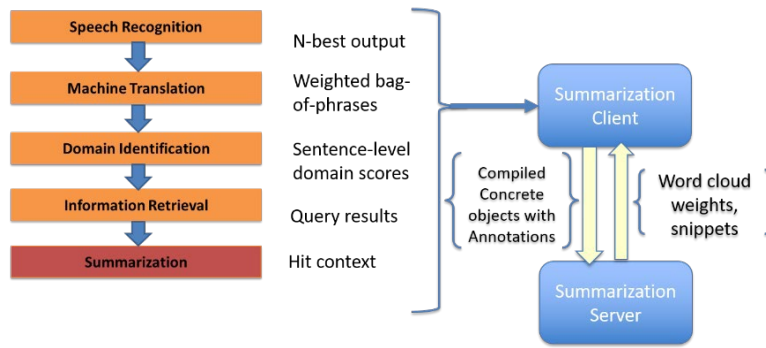 Speech Recognition
N-best output
Machine Translation
Weighted bag-
of-phrases
Domain Identification
Sentence-level
domain scores
Information Retrieval
Query results
Summarization
Hit context
Summarization
Client
Compiled
Concrete
objects with
Annotations
Word cloud
weights,
snippets
Summarization
Server